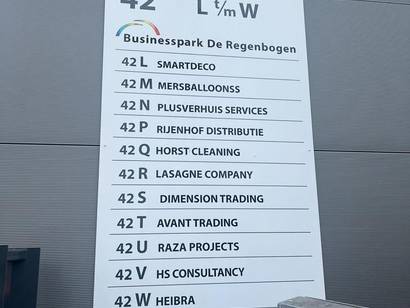 42 L t/m W
Businesspark De Regenbogen
42 L SMARTDECO
42 M MERSBALLOONSS
42 N PLUSVERHUIS SERVICES
42 P RIJENHOF DISTRIBUTIE
42 Q HORST CLEANING
42 R LASAGNE COMPANY
42 S DIMENSION TRADING
42 T AVANT TRADING
42 U RAZA PROJECTS
42 V HS CONSULTANCY
42 W HEIBRA